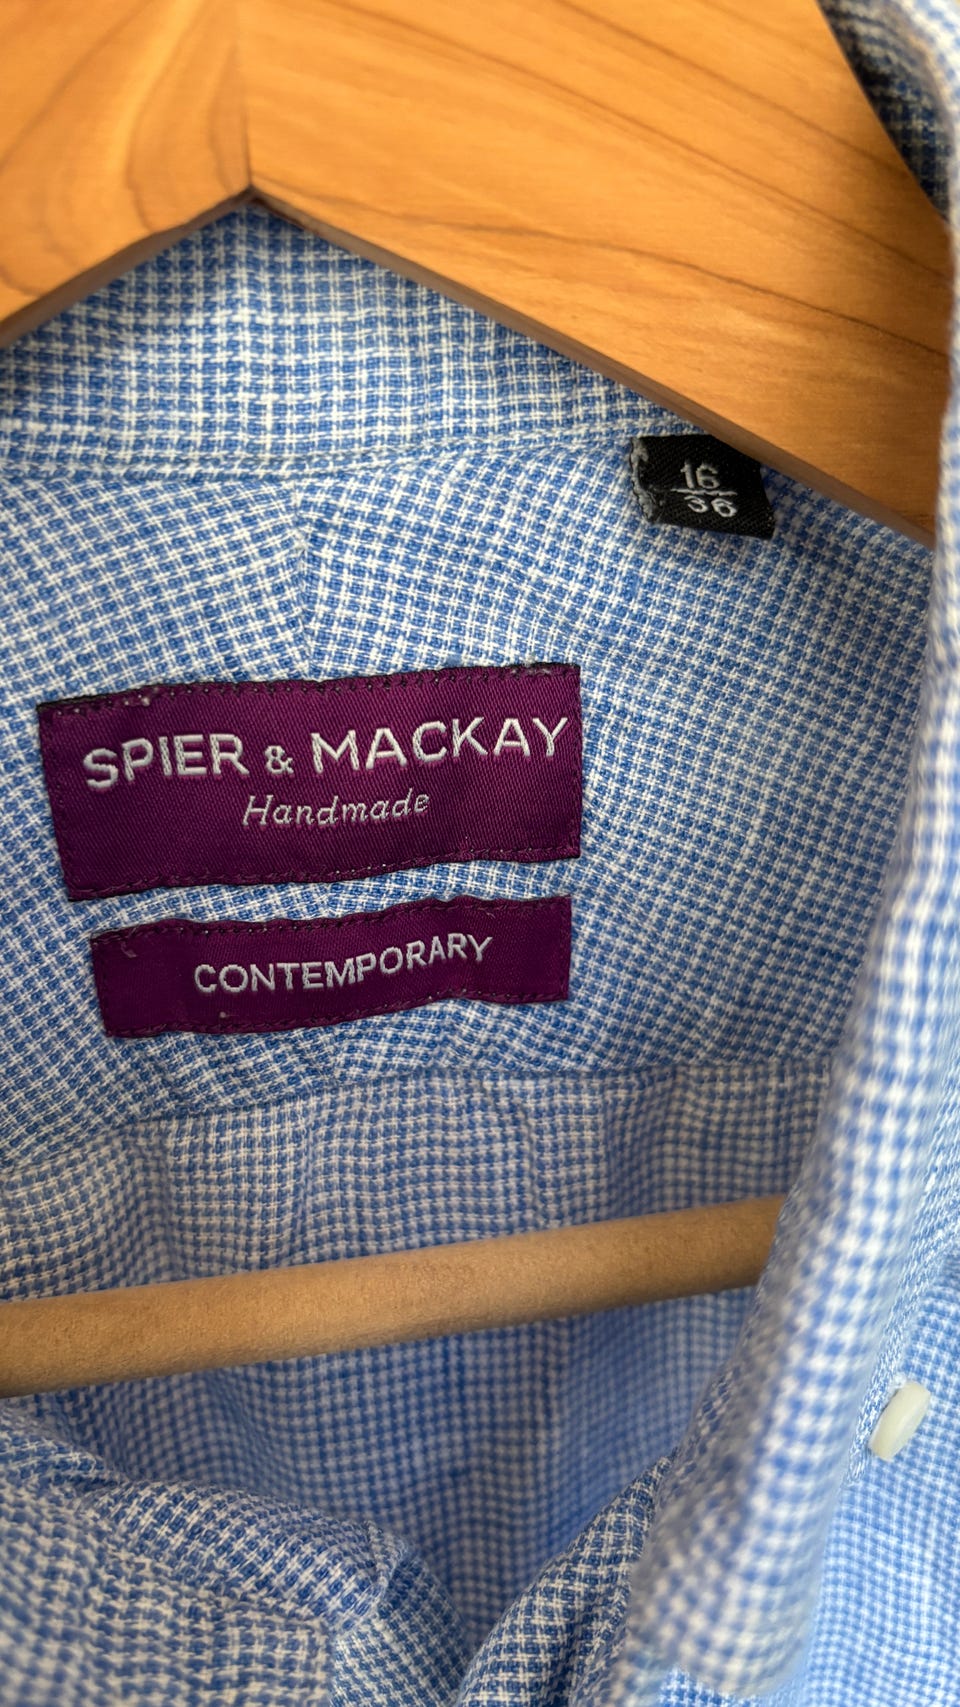 16
36
SPIER & MACKAY
Handmade
CONTEMPORARY